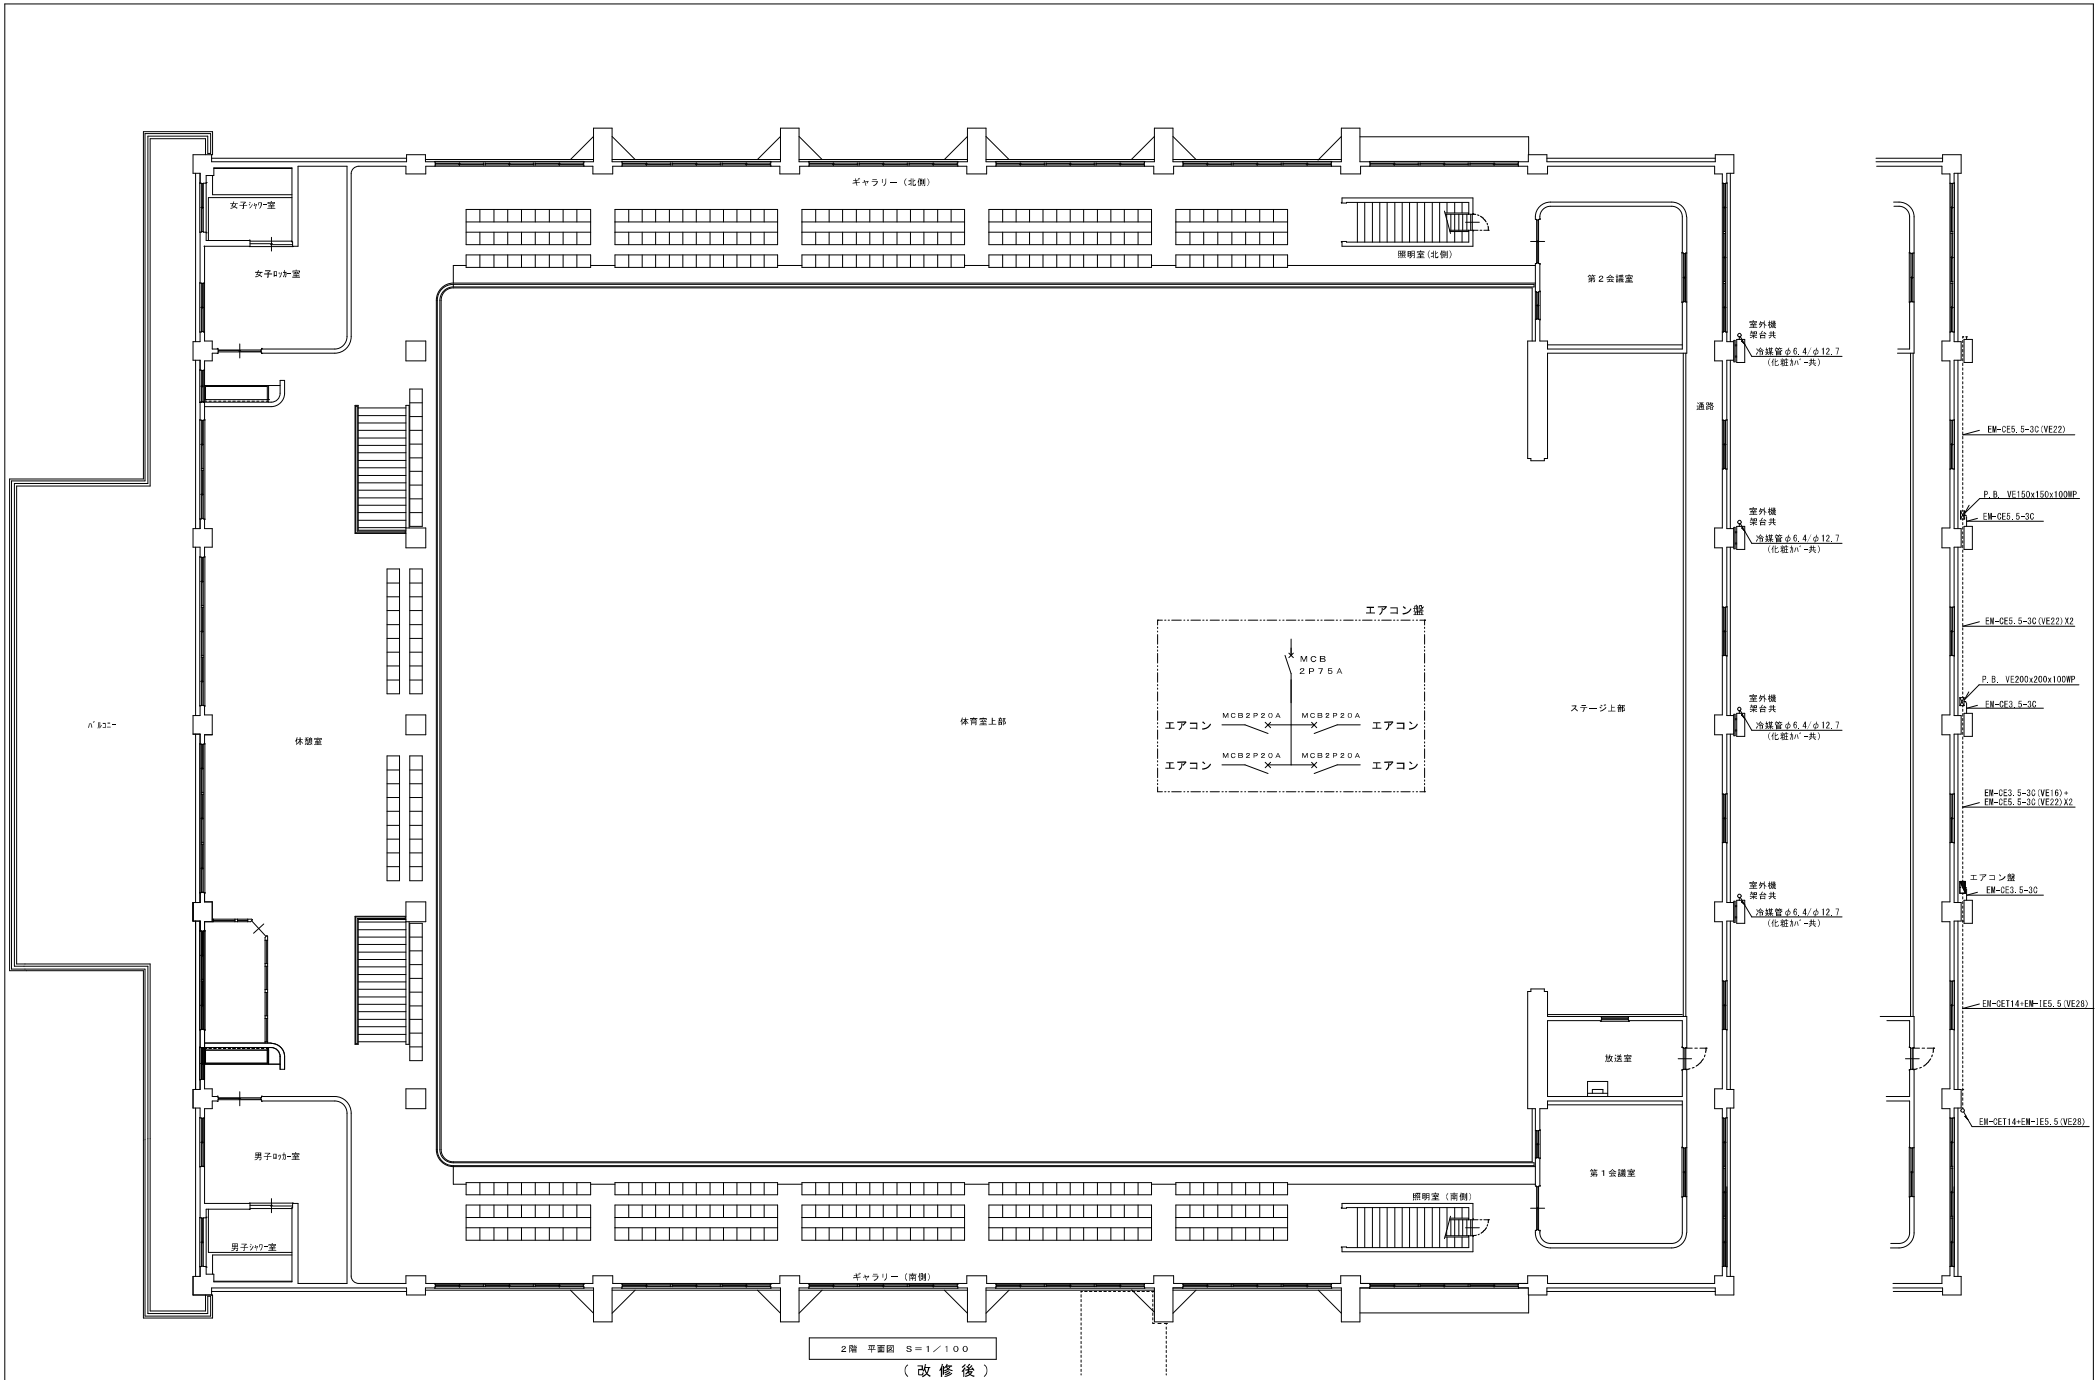 ギャラリー（北側）
女子ｼｬﾜｰ室
女子ﾛｯｶｰ室
照明室(北側)
第２会議室
室外機
架台共
冷媒管φ6.4/φ12.7
(化粧ｶﾊﾞｰ共)
通路
EM-CE5.5-3C(VE22)
P.B. VE150x150x100WP
EM-CE5.5-3C
室外機
架台共
冷媒管φ6.4/φ12.7
(化粧ｶﾊﾞｰ共)
エアコン盤
MCB
2P75A
EM-CE5.5-3C(VE22)X2
P.B. VE200x200x100WP
EM-CE3.5-3C
室外機
架台共
冷媒管φ6.4/φ12.7
(化粧ｶﾊﾞｰ共)
ﾊﾞﾙｺﾆｰ
休憩室
体育室上部
ステージ上部
エアコン MCB2P20A MCB2P20A エアコン
エアコン MCB2P20A MCB2P20A エアコン
EM-CE3.5-3C(VE16)+
EM-CE5.5-3C(VE22)X2
エアコン盤
EM-CE3.5-3C
室外機
架台共
冷媒管φ6.4/φ12.7
(化粧ｶﾊﾞｰ共)
EM-CET14+EM-IE5.5(VE28)
放送室
EM-CET14+EM-IE5.5(VE28)
男子ﾛｯｶｰ室
第１会議室
照明室（南側）
男子ｼｬﾜｰ室
ギャラリー（南側）
２階 平面図 Ｓ＝１／１００
（改修後）